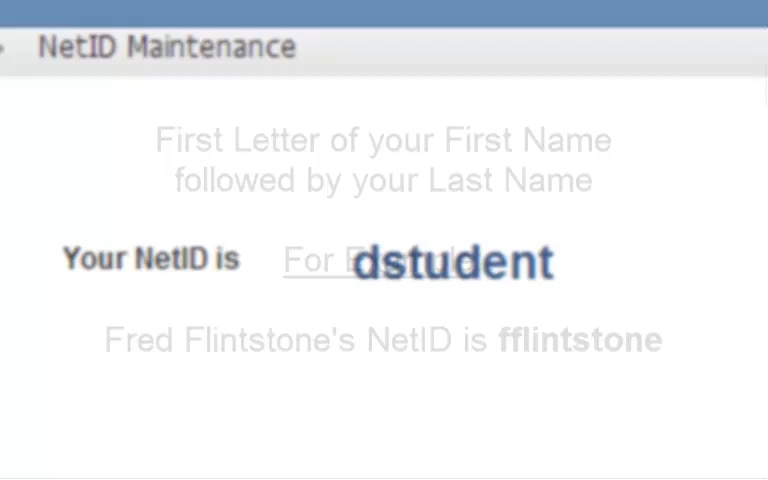 NetID Maintenance
First Letter of your First Name
followed by your Last Name
Your NetID is dstudent
For
Fred Flintstone's NetID is fflintstone